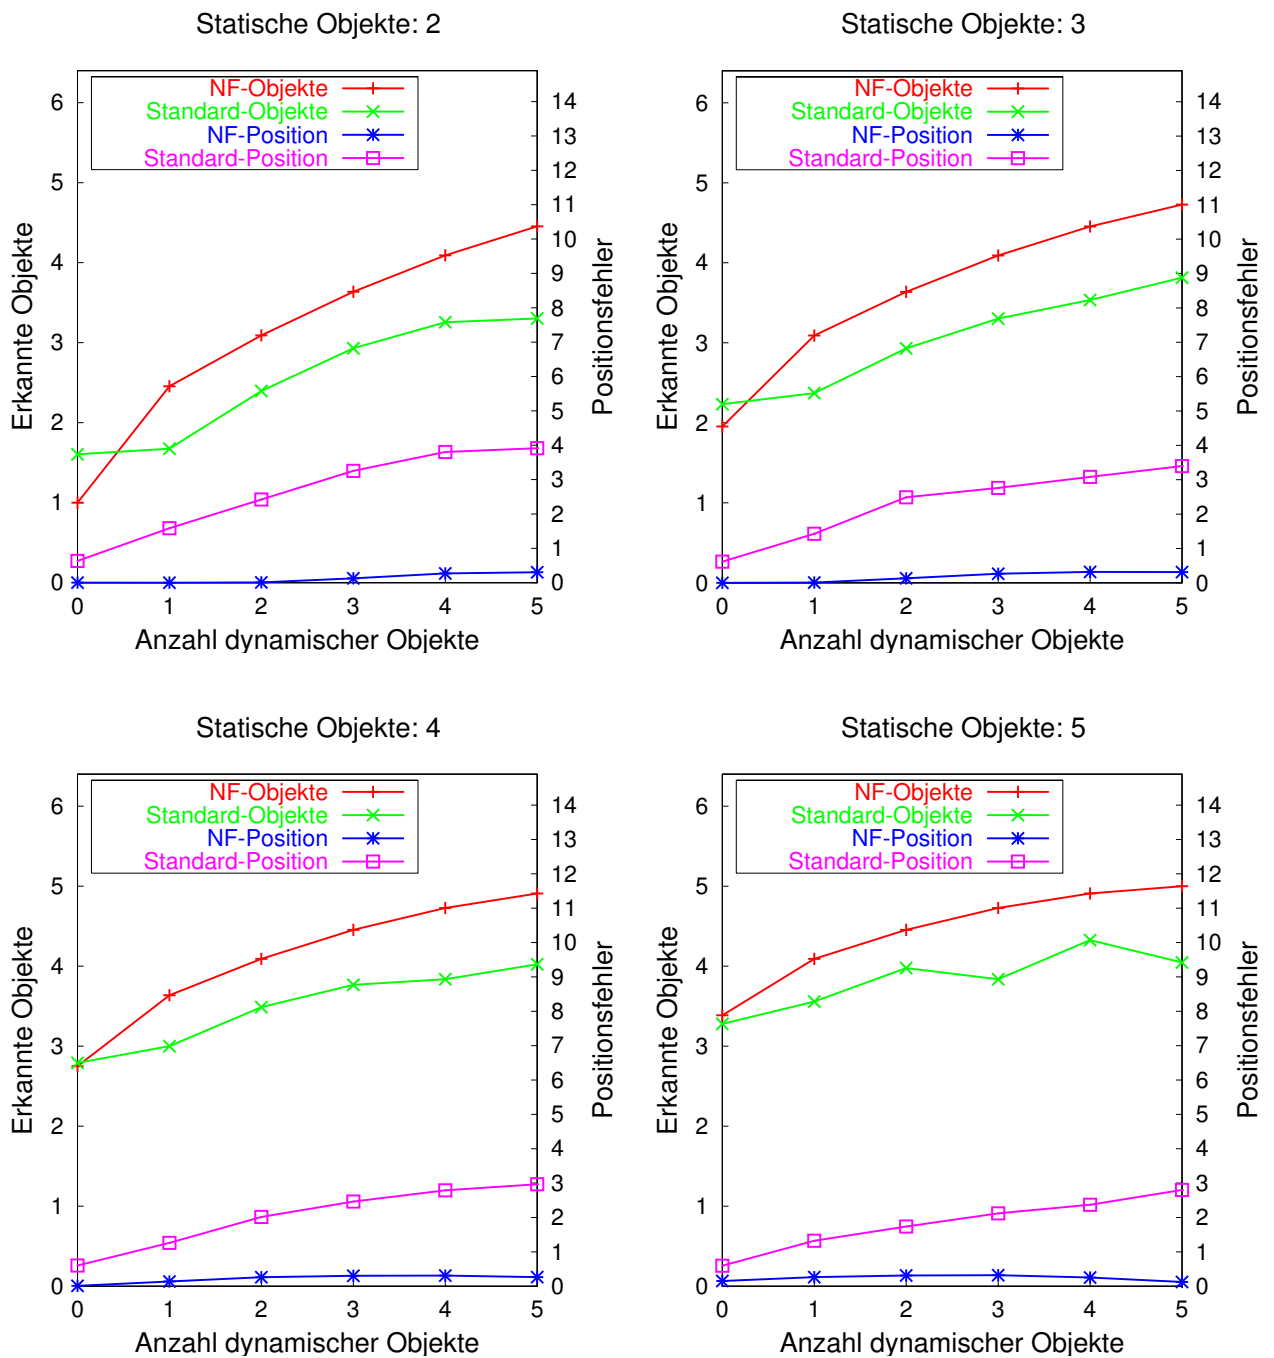 Statische Objekte: 2
NF-Objekte
Standard-Objekte
NF-Position
Standard-Position
Erkannte Objekte
0
1
2
3
4
5
6
Positionsfehler
0
1
2
3
4
5
6
7
8
9
10
11
12
13
14
0 1 2 3 4 5
Anzahl dynamischer Objekte
Statische Objekte: 3
NF-Objekte
Standard-Objekte
NF-Position
Standard-Position
Erkannte Objekte
0
1
2
3
4
5
6
Positionsfehler
0
1
2
3
4
5
6
7
8
9
10
11
12
13
14
0 1 2 3 4 5
Anzahl dynamischer Objekte
Statische Objekte: 4
NF-Objekte
Standard-Objekte
NF-Position
Standard-Position
Erkannte Objekte
0
1
2
3
4
5
6
Positionsfehler
0
1
2
3
4
5
6
7
8
9
10
11
12
13
14
0 1 2 3 4 5
Anzahl dynamischer Objekte
Statische Objekte: 5
NF-Objekte
Standard-Objekte
NF-Position
Standard-Position
Erkannte Objekte
0
1
2
3
4
5
6
Positionsfehler
0
1
2
3
4
5
6
7
8
9
10
11
12
13
14
0 1 2 3 4 5
Anzahl dynamischer Objekte